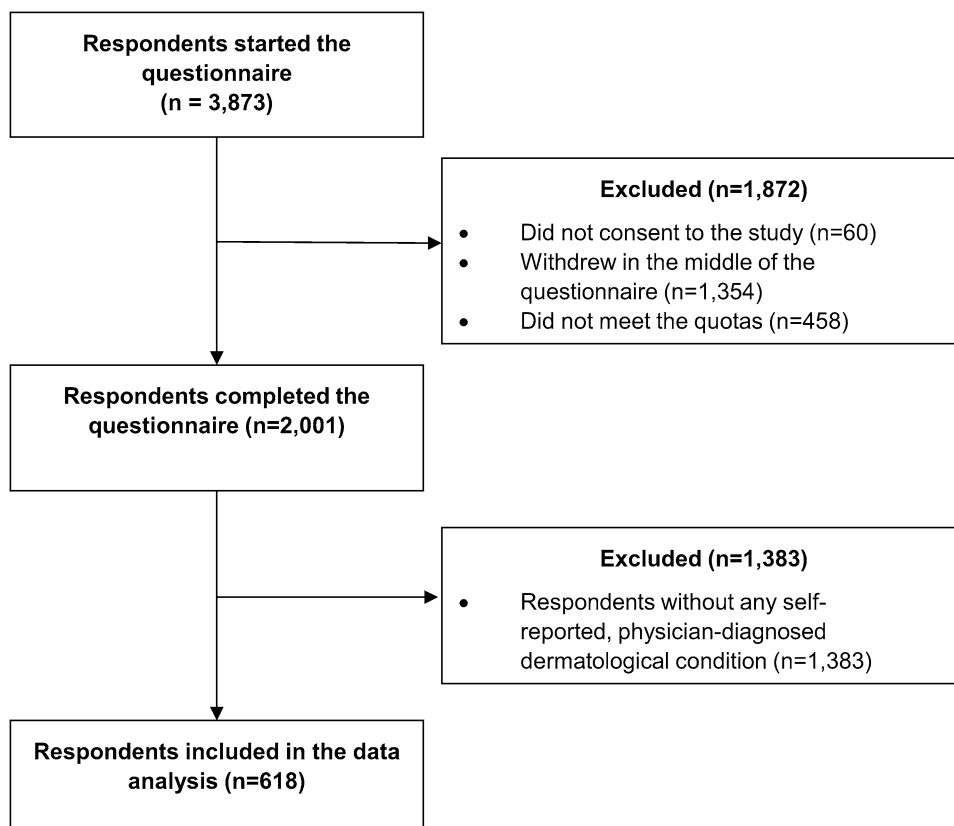 Respondents started the
questionnaire
(n = 3,873)
Excluded (n=1,872)
• Did not consent to the study (n=60)
• Withdrew in the middle of the
questionnaire (n=1,354)
• Did not meet the quotas (n=458)
Respondents completed the
questionnaire (n=2,001)
Excluded (n=1,383)
• Respondents without any self-
reported, physician-diagnosed
dermatological condition (n=1,383)
Respondents included in the data
analysis (n=618)